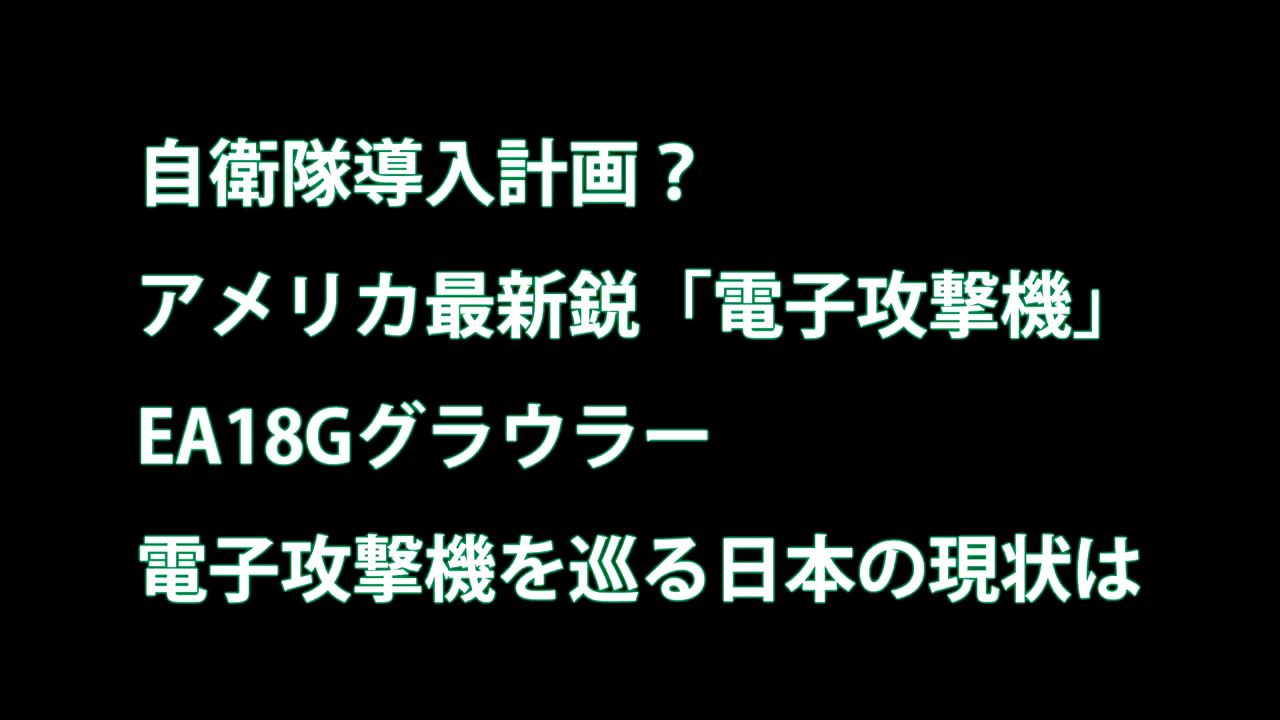 自衛隊導入計画？
アメリカ最新鋭「電子攻撃機」
EA18Gグラウラー
電子攻撃機を巡る日本の現状は